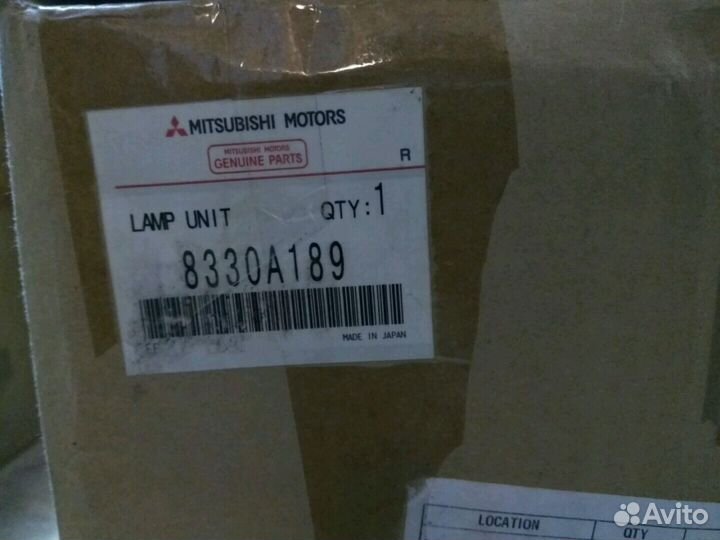 MITSUBISHI MOTORS
MITSUBISHI MOTORS
GENUINE PARTS
R
LAMP UNIT QTY:1
8330A189
MADE IN JAPAN
LOCATION QTY
Avito